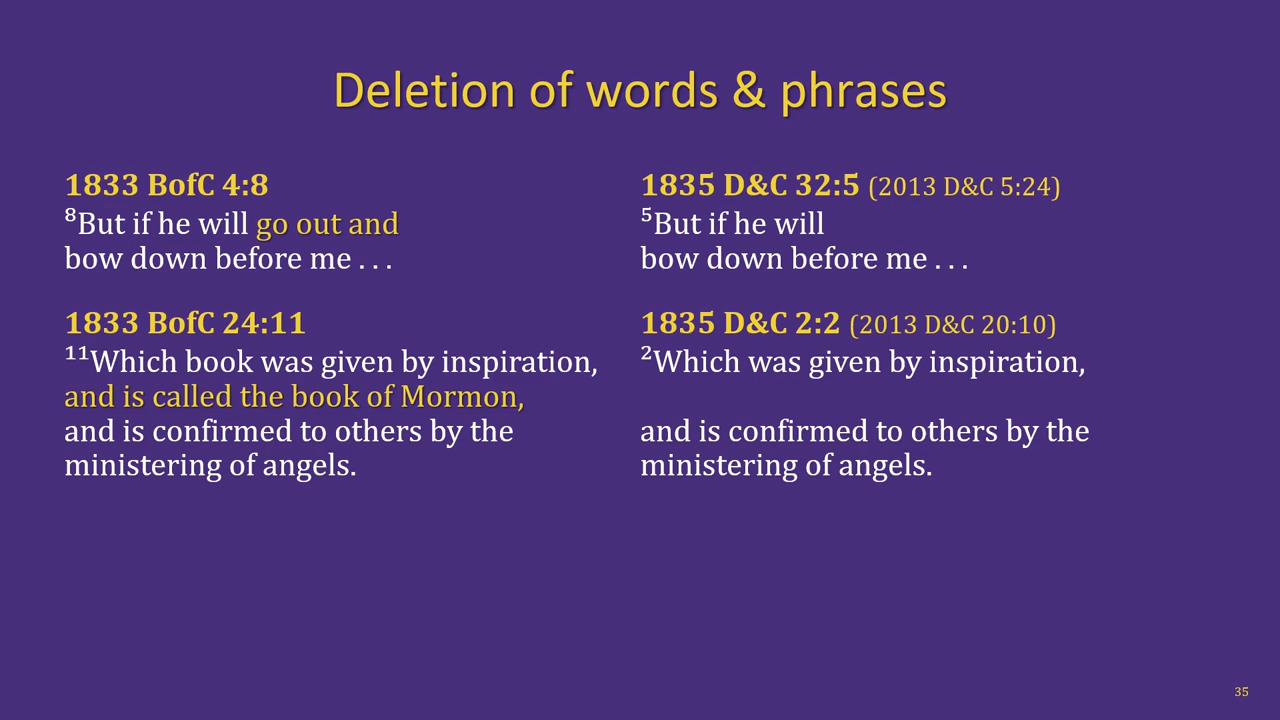 Deletion of words & phrases
1833 BofC 4:8
⁸But if he will go out and
bow down before me . . .
1833 BofC 24:11
¹¹Which book was given by inspiration,
and is called the book of Mormon,
and is confirmed to others by the
ministering of angels.
1835 D&C 32:5 (2013 D&C 5:24)
⁵But if he will
bow down before me . . .
1835 D&C 2:2 (2013 D&C 20:10)
²Which was given by inspiration,
and is confirmed to others by the
ministering of angels.
35